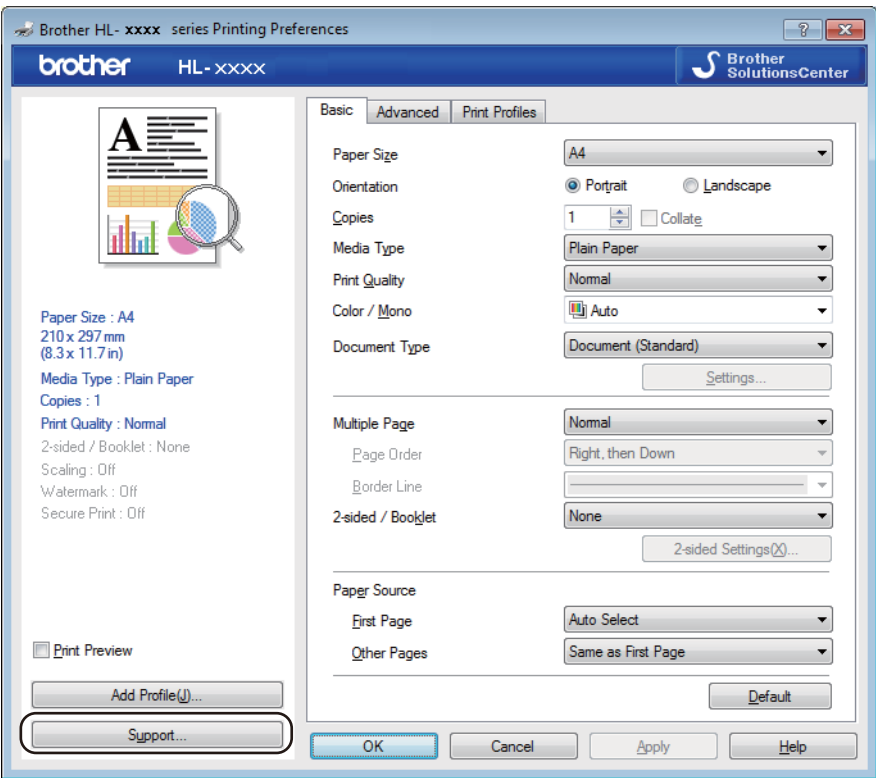 Brother HL- xxxx series Printing Preferences
brother HL-xxxx
Brother
SolutionsCenter
A
Paper Size : A4
210 x 297 mm
(8.3 x 11.7 in)
Media Type : Plain Paper
Copies : 1
Print Quality : Normal
2-sided / Booklet : None
Scaling : Off
Watermark : Off
Secure Print : Off
Print Preview
Add Profile(J)...
Support...
Basic Advanced Print Profiles
Paper Size A4
Orientation Portrait Landscape
Copies 1 Collate
Media Type Plain Paper
Print Quality Normal
Color / Mono Auto
Document Type Document (Standard)
Settings...
Multiple Page Normal
Page Order Right, then Down
Border Line
2-sided / Booklet None
2-sided Settings(X)...
Paper Source
First Page Auto Select
Other Pages Same as First Page
Default
OK Cancel Apply Help